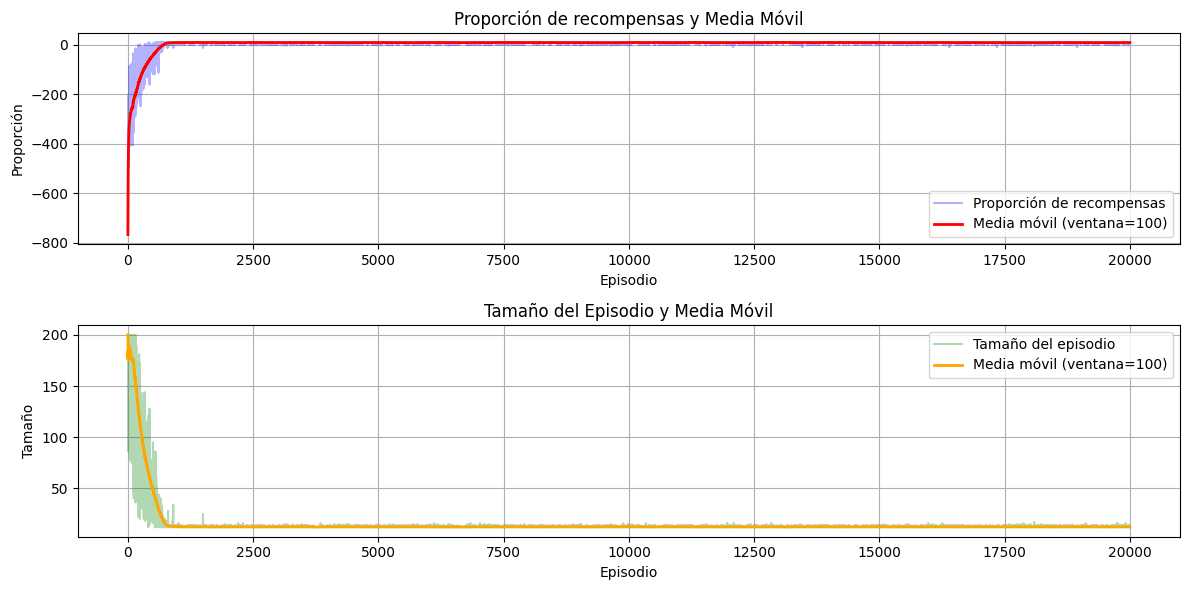 Proporción de recompensas y Media Móvil
0
−200
−400
−600
−800
Proporción
Proporción de recompensas
Media móvil (ventana=100)
0 2500 5000 7500 10000 12500 15000 17500 20000
Episodio
Tamaño del Episodio y Media Móvil
200
150
100
50
Tamaño
Tamaño del episodio
Media móvil (ventana=100)
0 2500 5000 7500 10000 12500 15000 17500 20000
Episodio